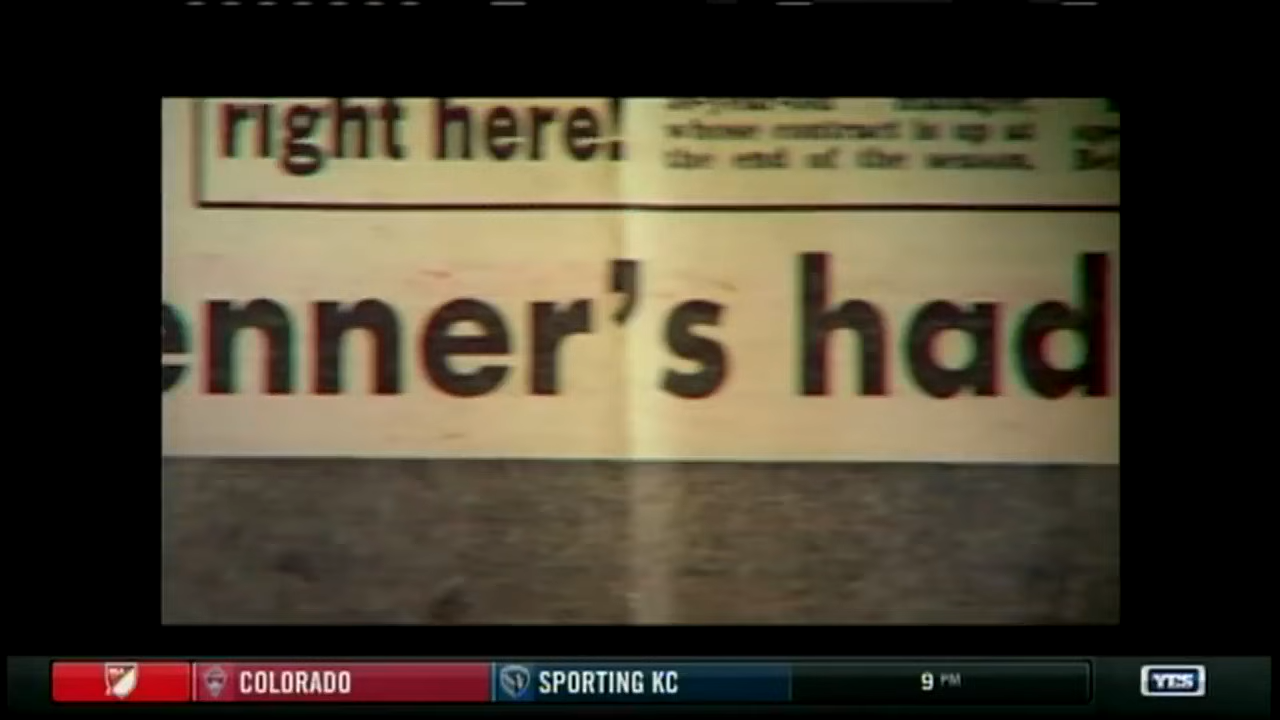 right here!
whose contract is up at
the end of the season.
enner's had
COLORADO SPORTING KC 9 PM YES